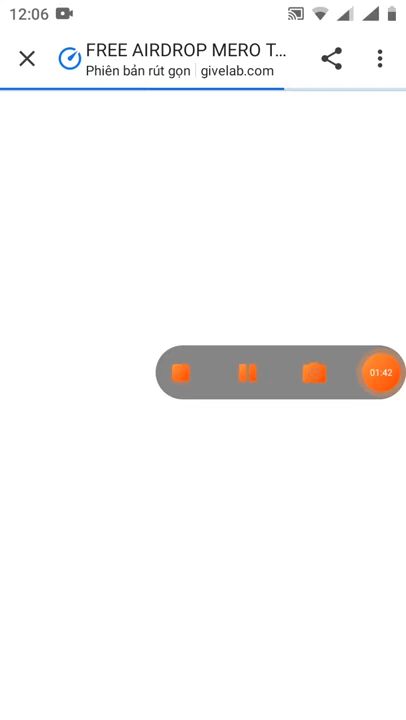 12:06
FREE AIRDROP MERO T...
Phiên bản rút gọn | givelab.com
01:42